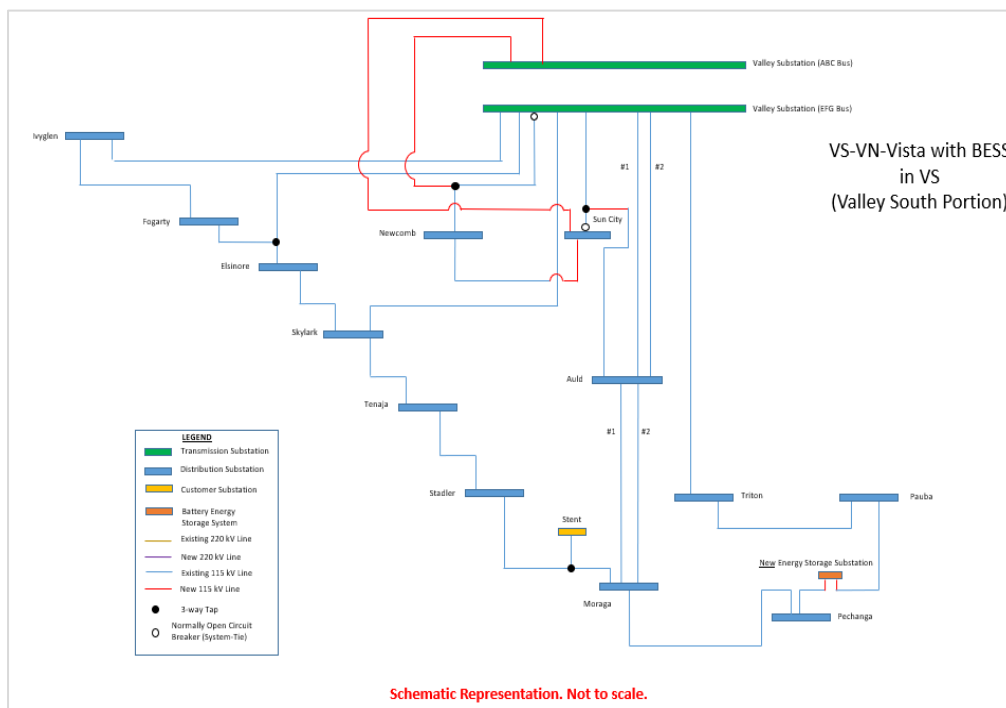 Valley Substation (ABC Bus)
Valley Substation (EFG Bus)
VS-VN-Vista with BESS
in VS
(Valley South Portion)
Ivyglen
#1
#2
Fogarty
Newcomb
Sun City
Elsinore
Skylark
Auld
Tenaja
#1
#2
LEGEND
Transmission Substation
Distribution Substation
Customer Substation
Battery Energy
Storage System
Existing 220 kV Line
New 220 kV Line
Existing 115 kV Line
New 115 kV Line
3-way Tap
Normally Open Circuit
Breaker (System-Tie)
Stadler
Triton
Pauba
Stent
New Energy Storage Substation
Moraga
Pechanga
Schematic Representation. Not to scale.